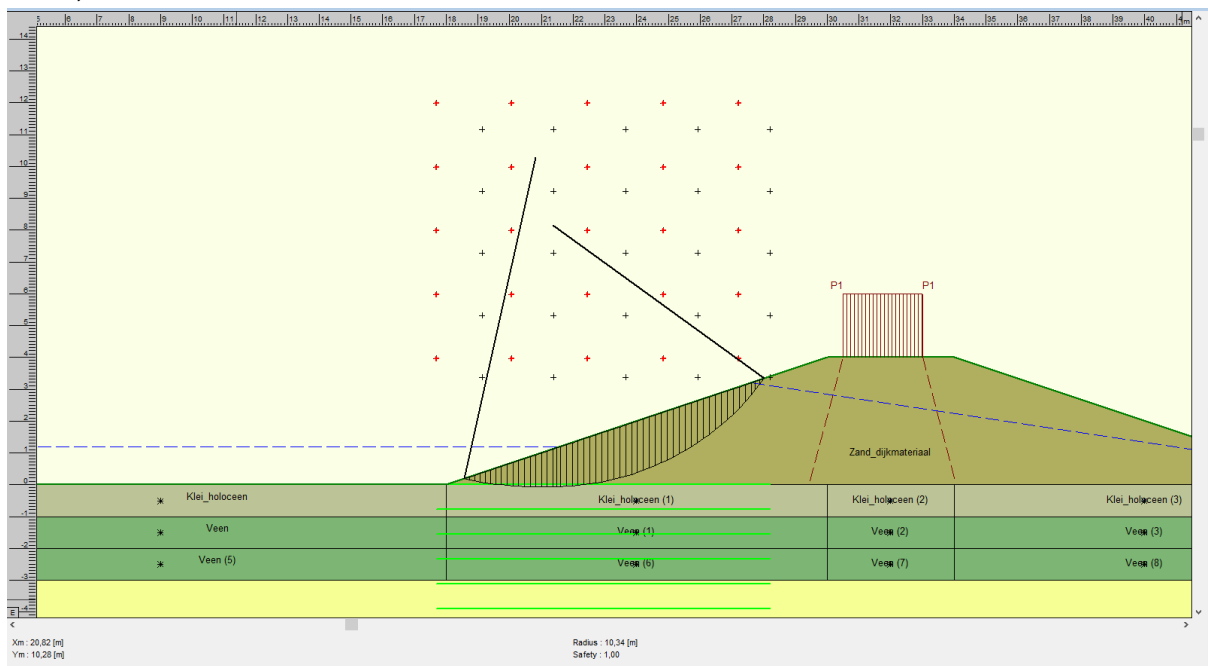 5 |6 |7 |8 |9 |10 |11 |12 |13 |14 |15 |16 |17 |18 |19 |20 |21 |22 |23 |24 |25 |26 |27 |28 |29 |30 |31 |32 |33 |34 |35 |36 |37 |38 |39 |40 m
14
13
12
11
10
9
8
7
6
5
4
3
2
1
0
-1
-2
-3
-4
P1 P1
Zand_dijkmateriaal
Klei_holoceen Klei_holoceen (1) Klei_holoceen (2) Klei_holoceen (3)
Veen Veen (1) Veen (2) Veen (3)
Veen (5) Veen (6) Veen (7) Veen (8)
E
Xm : 20,82 [m] Radius : 10,34 [m]
Ym : 10,28 [m] Safety : 1,00